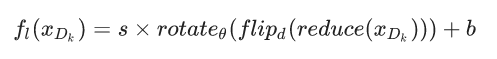 f_l(x_{D_k}) = s × rotate_θ(flip_d(reduce(x_{D_k}))) + b